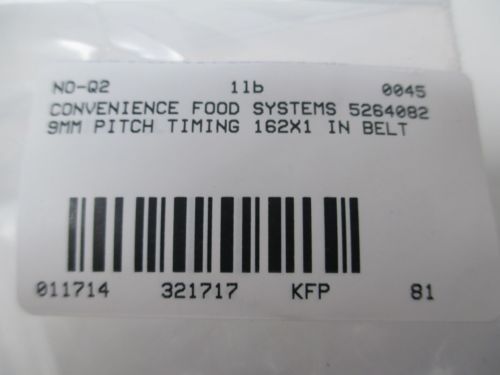 NO-Q2 11b 0045
CONVENIENCE FOOD SYSTEMS 5264082
9MM PITCH TIMING 162X1 IN BELT
011714 321717 KFP 81